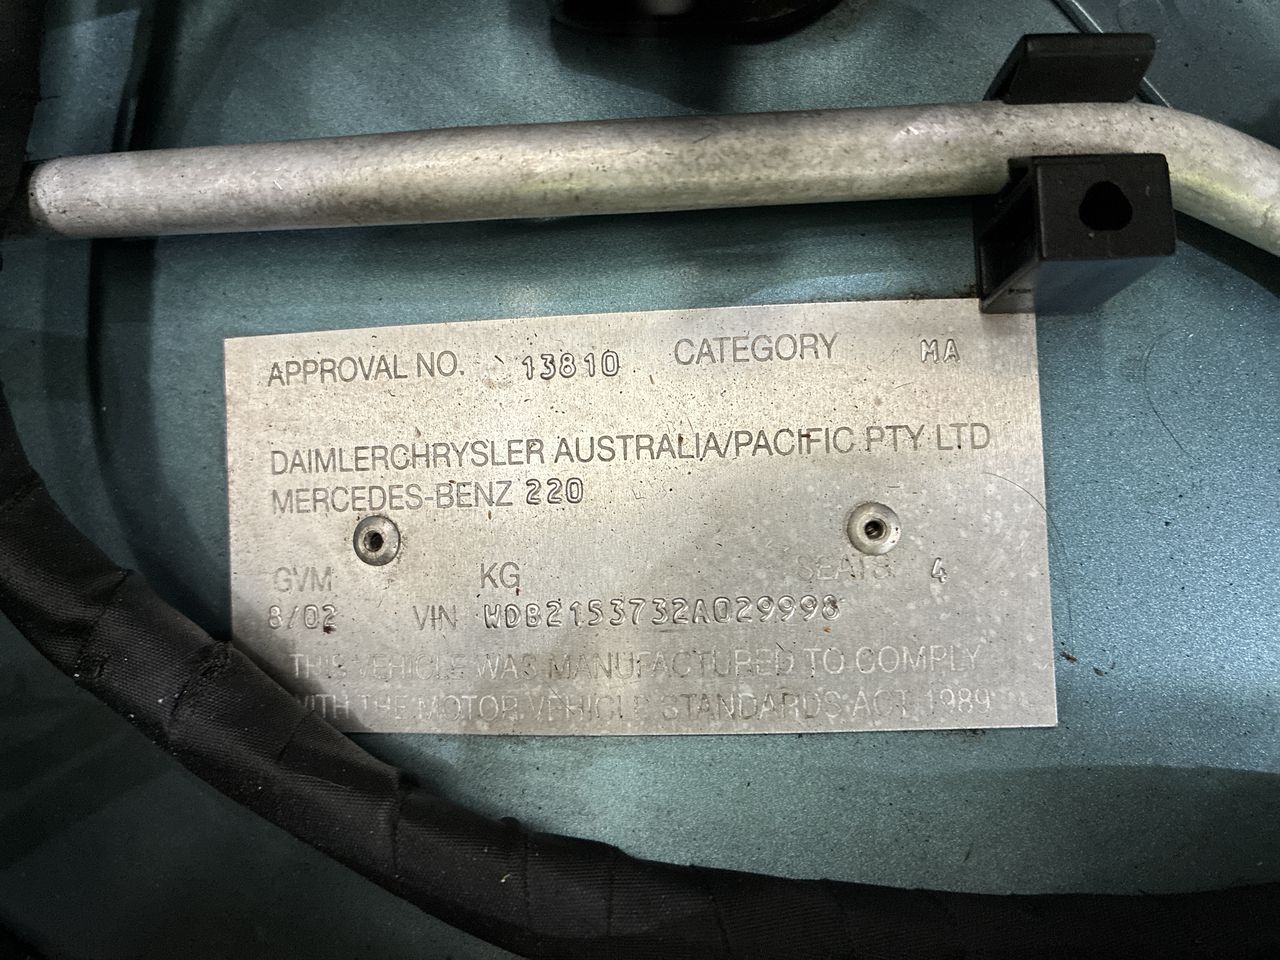 APPROVAL NO. 13810 CATEGORY MA
DAIMLERCHRYSLER AUSTRALIA/PACIFIC PTY LTD
MERCEDES-BENZ 220
GVM KG SEATS 4
8/02 VIN WDB2153732A029998
THIS VEHICLE WAS MANUFACTURED TO COMPLY
WITH THE MOTOR VEHICLE STANDARDS ACT 1989